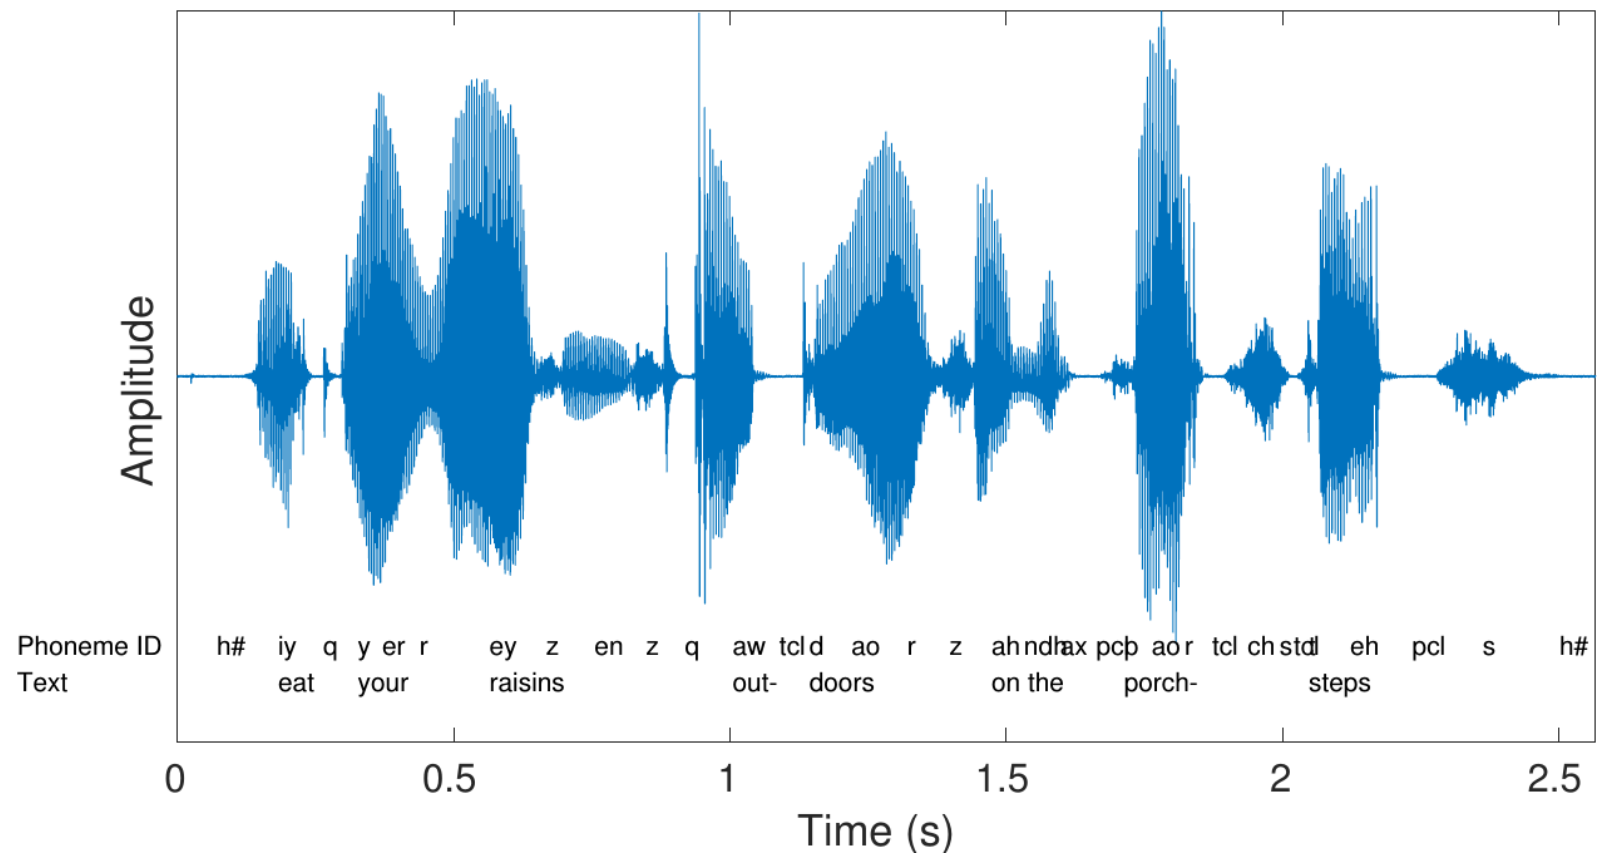 Amplitude
Phoneme ID h# iy q y er r ey z en z q aw tcl d ao r z ah n dh ax pcl p ao r tcl ch s tcl eh pcl s h#
Text eat your raisins out- doors on the porch- steps
0 0.5 1 1.5 2 2.5
Time (s)